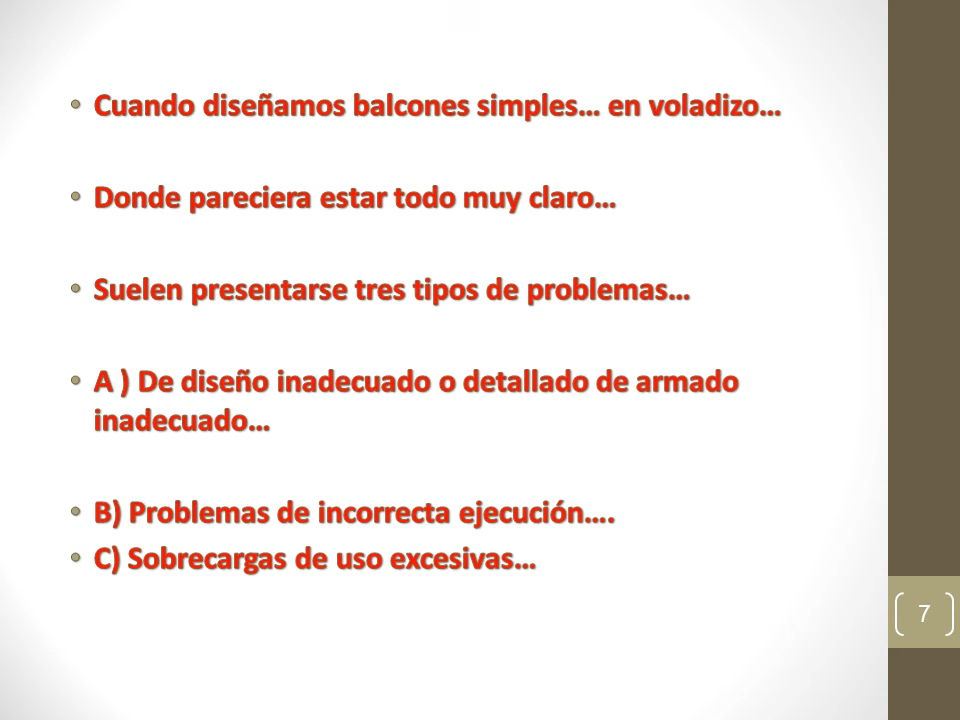 • Cuando diseñamos balcones simples… en voladizo…
• Donde pareciera estar todo muy claro…
• Suelen presentarse tres tipos de problemas…
• A ) De diseño inadecuado o detallado de armado
inadecuado…
• B) Problemas de incorrecta ejecución….
• C) Sobrecargas de uso excesivas…
7